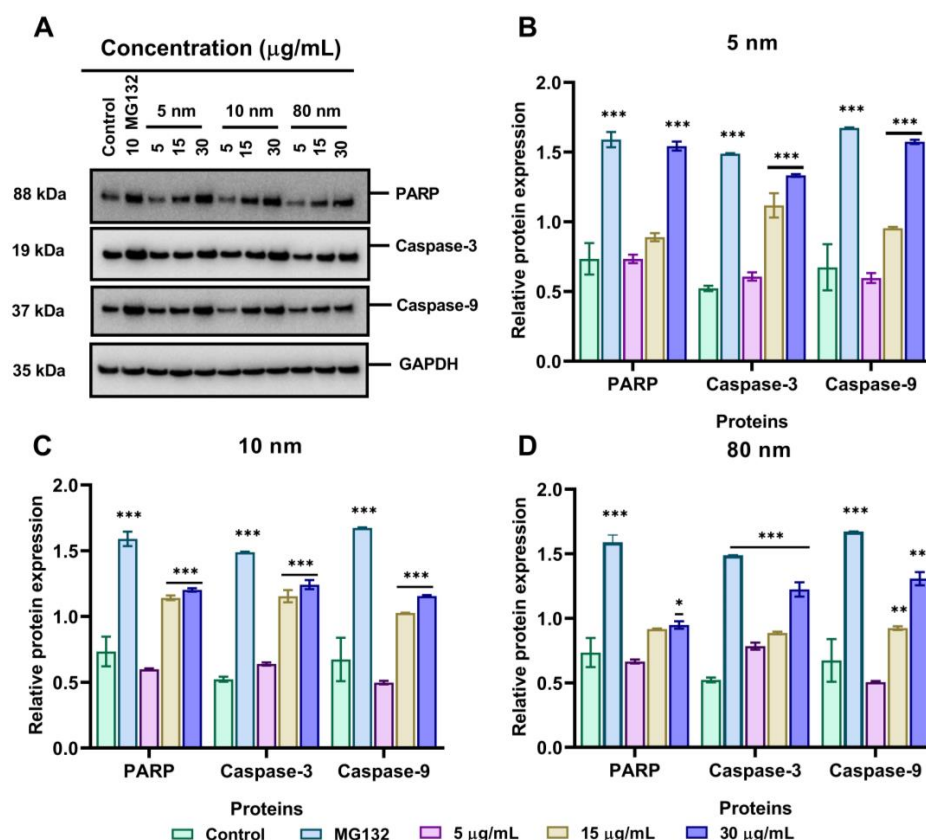 A
Concentration (μg/mL)
Control
10 MG132
5 nm
10 nm
80 nm
5
15
30
5
15
30
5
15
30
88 kDa
PARP
19 kDa
Caspase-3
37 kDa
Caspase-9
35 kDa
GAPDH
B
5 nm
Relative protein expression
2.0
1.5
1.0
0.5
0.0
***
***
***
***
***
***
PARP
Caspase-3
Caspase-9
Proteins
C
10 nm
Relative protein expression
2.0
1.5
1.0
0.5
0.0
***
***
***
***
***
***
PARP
Caspase-3
Caspase-9
Proteins
D
80 nm
Relative protein expression
2.0
1.5
1.0
0.5
0.0
***
*
***
***
**
**
PARP
Caspase-3
Caspase-9
Proteins
Control
MG132
5 μg/mL
15 μg/mL
30 μg/mL